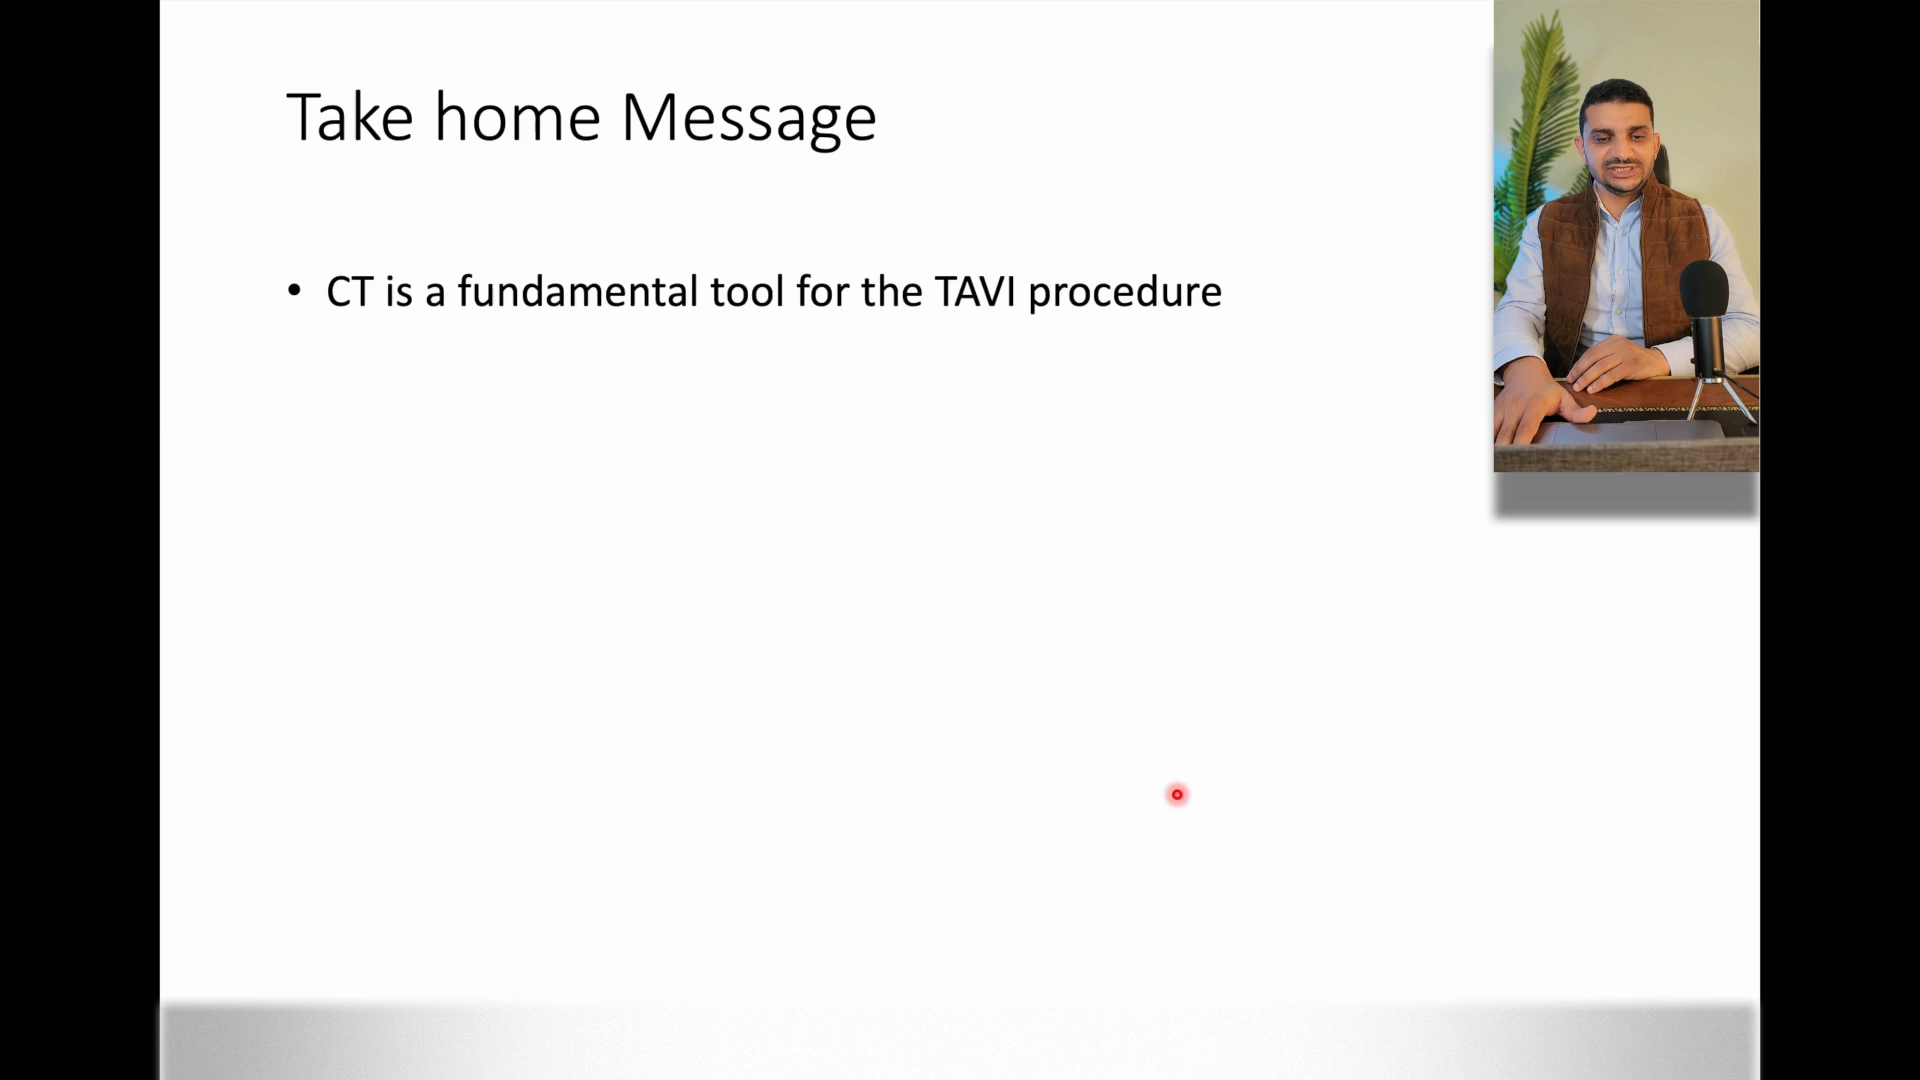 Take home Message
• CT is a fundamental tool for the TAVI procedure